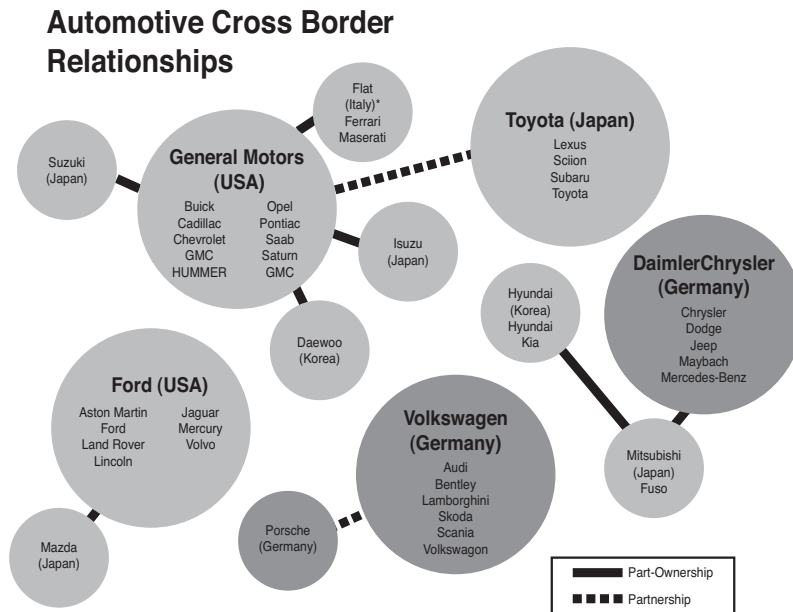 Automotive Cross Border
Relationships
Flat
(Italy)*
Ferrari
Maserati
Suzuki
(Japan)
General Motors
(USA)
Buick
Cadillac
Chevrolet
GMC
HUMMER
Opel
Pontiac
Saab
Saturn
GMC
Toyota (Japan)
Lexus
Sciion
Subaru
Toyota
Isuzu
(Japan)
Daewoo
(Korea)
Hyundai
(Korea)
Hyundai
Kia
DaimlerChrysler
(Germany)
Chrysler
Dodge
Jeep
Maybach
Mercedes-Benz
Ford (USA)
Aston Martin
Ford
Land Rover
Lincoln
Jaguar
Mercury
Volvo
Volkswagen
(Germany)
Audi
Bentley
Lamborghini
Skoda
Scania
Volkswagon
Mitsubishi
(Japan)
Fuso
Porsche
(Germany)
Mazda
(Japan)
Part-Ownership
Partnership